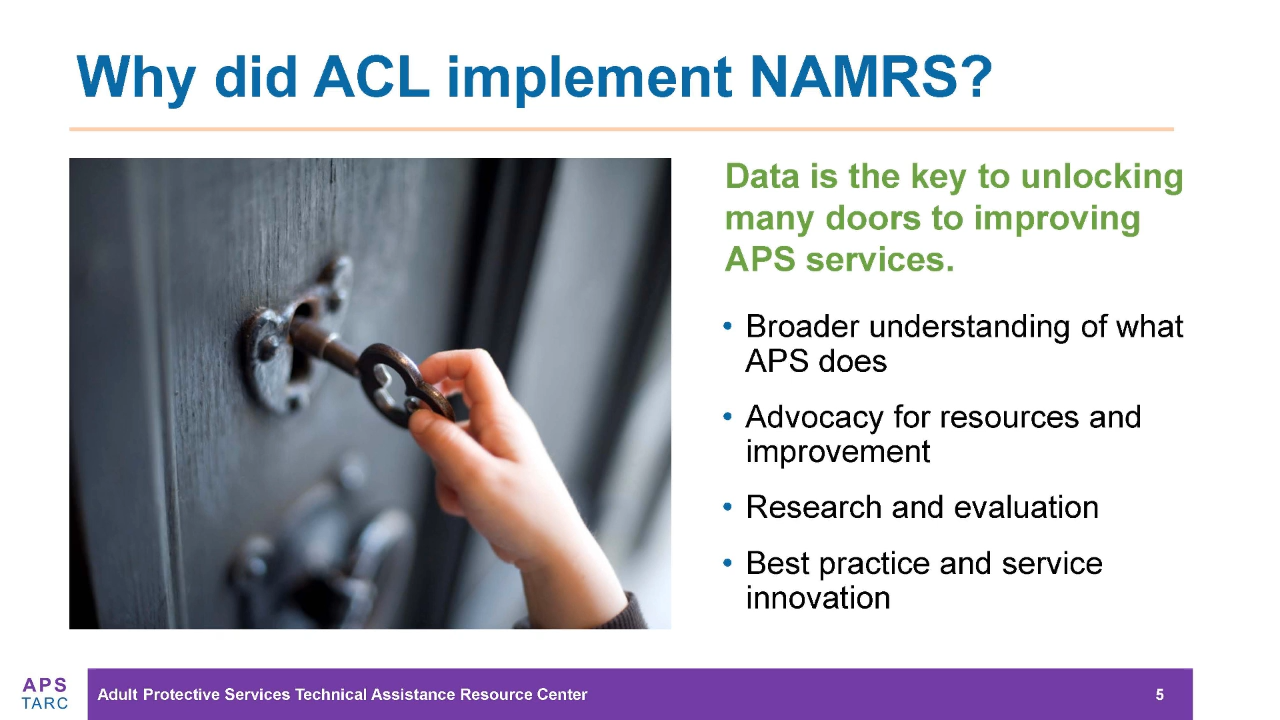 Why did ACL implement NAMRS?
Data is the key to unlocking
many doors to improving
APS services.
• Broader understanding of what
APS does
• Advocacy for resources and
improvement
• Research and evaluation
• Best practice and service
innovation
APS
TARC
Adult Protective Services Technical Assistance Resource Center
5